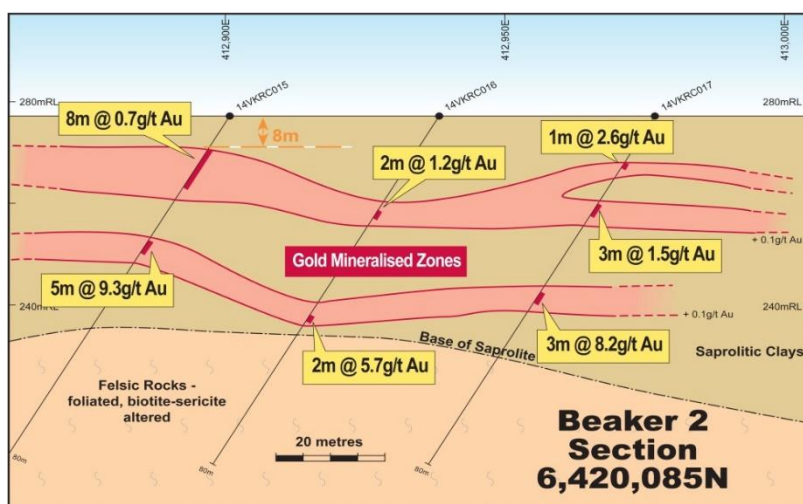 412,900
412,950
413,000
280mRL
280mRL
14VKRC015
14VKRC016
14VKRC017
8m @ 0.7g/t Au
8m
2m @ 1.2g/t Au
1m @ 2.6g/t Au
3m @ 1.5g/t Au
+ 0.1g/t Au
Gold Mineralised Zones
5m @ 9.3g/t Au
240mRL
240mRL
+ 0.1g/t Au
2m @ 5.7g/t Au
3m @ 8.2g/t Au
Base of Saprolite
Saprolitic Clays
Felsic Rocks -
foliated, biotite-sericite
altered
20 metres
Beaker 2
Section
6,420,085N
80m
80m
80m